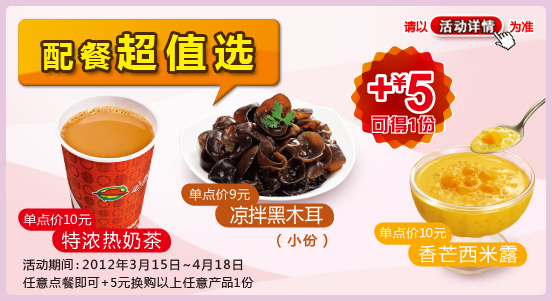 请以 活动详情 为准
配餐超值选
+¥5
可得1份
单点价9元
凉拌黑木耳
（小份）
单点价10元
特浓热奶茶
单点价10元
香芒西米露
活动期间：2012年3月15日~4月18日
任意点餐即可+5元换购以上任意产品1份